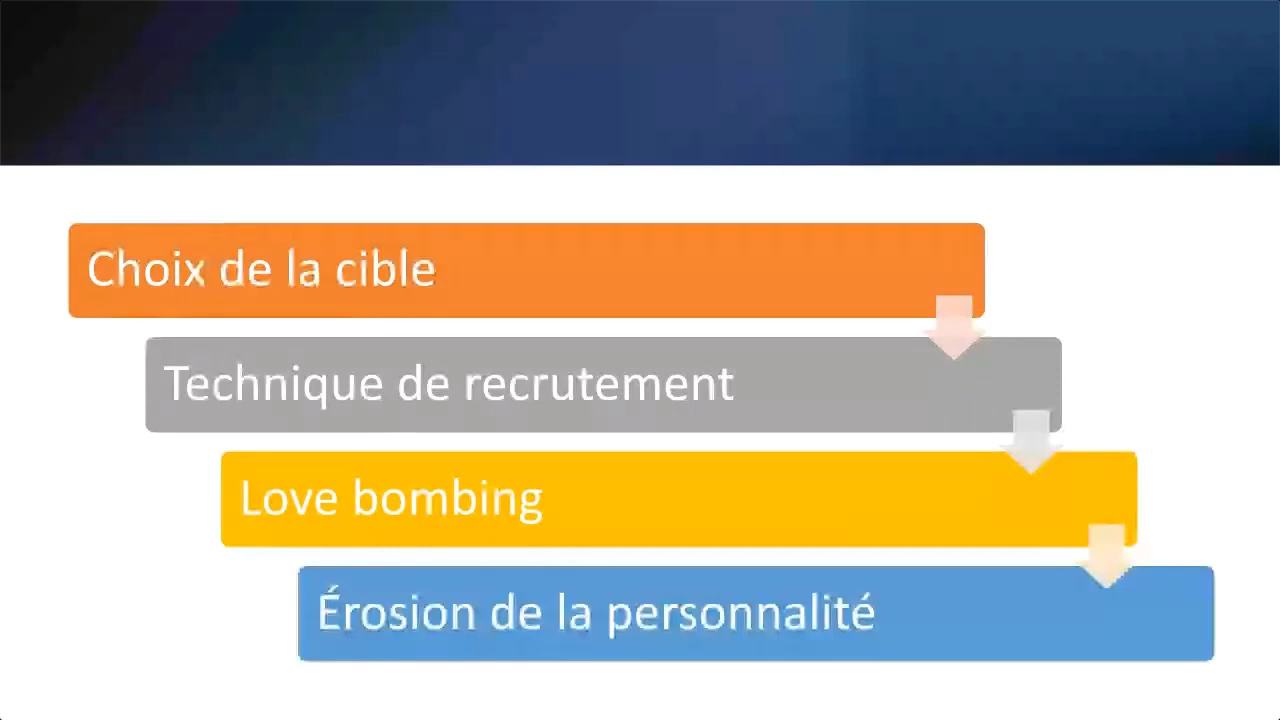 Choix de la cible
Technique de recrutement
Love bombing
Érosion de la personnalité